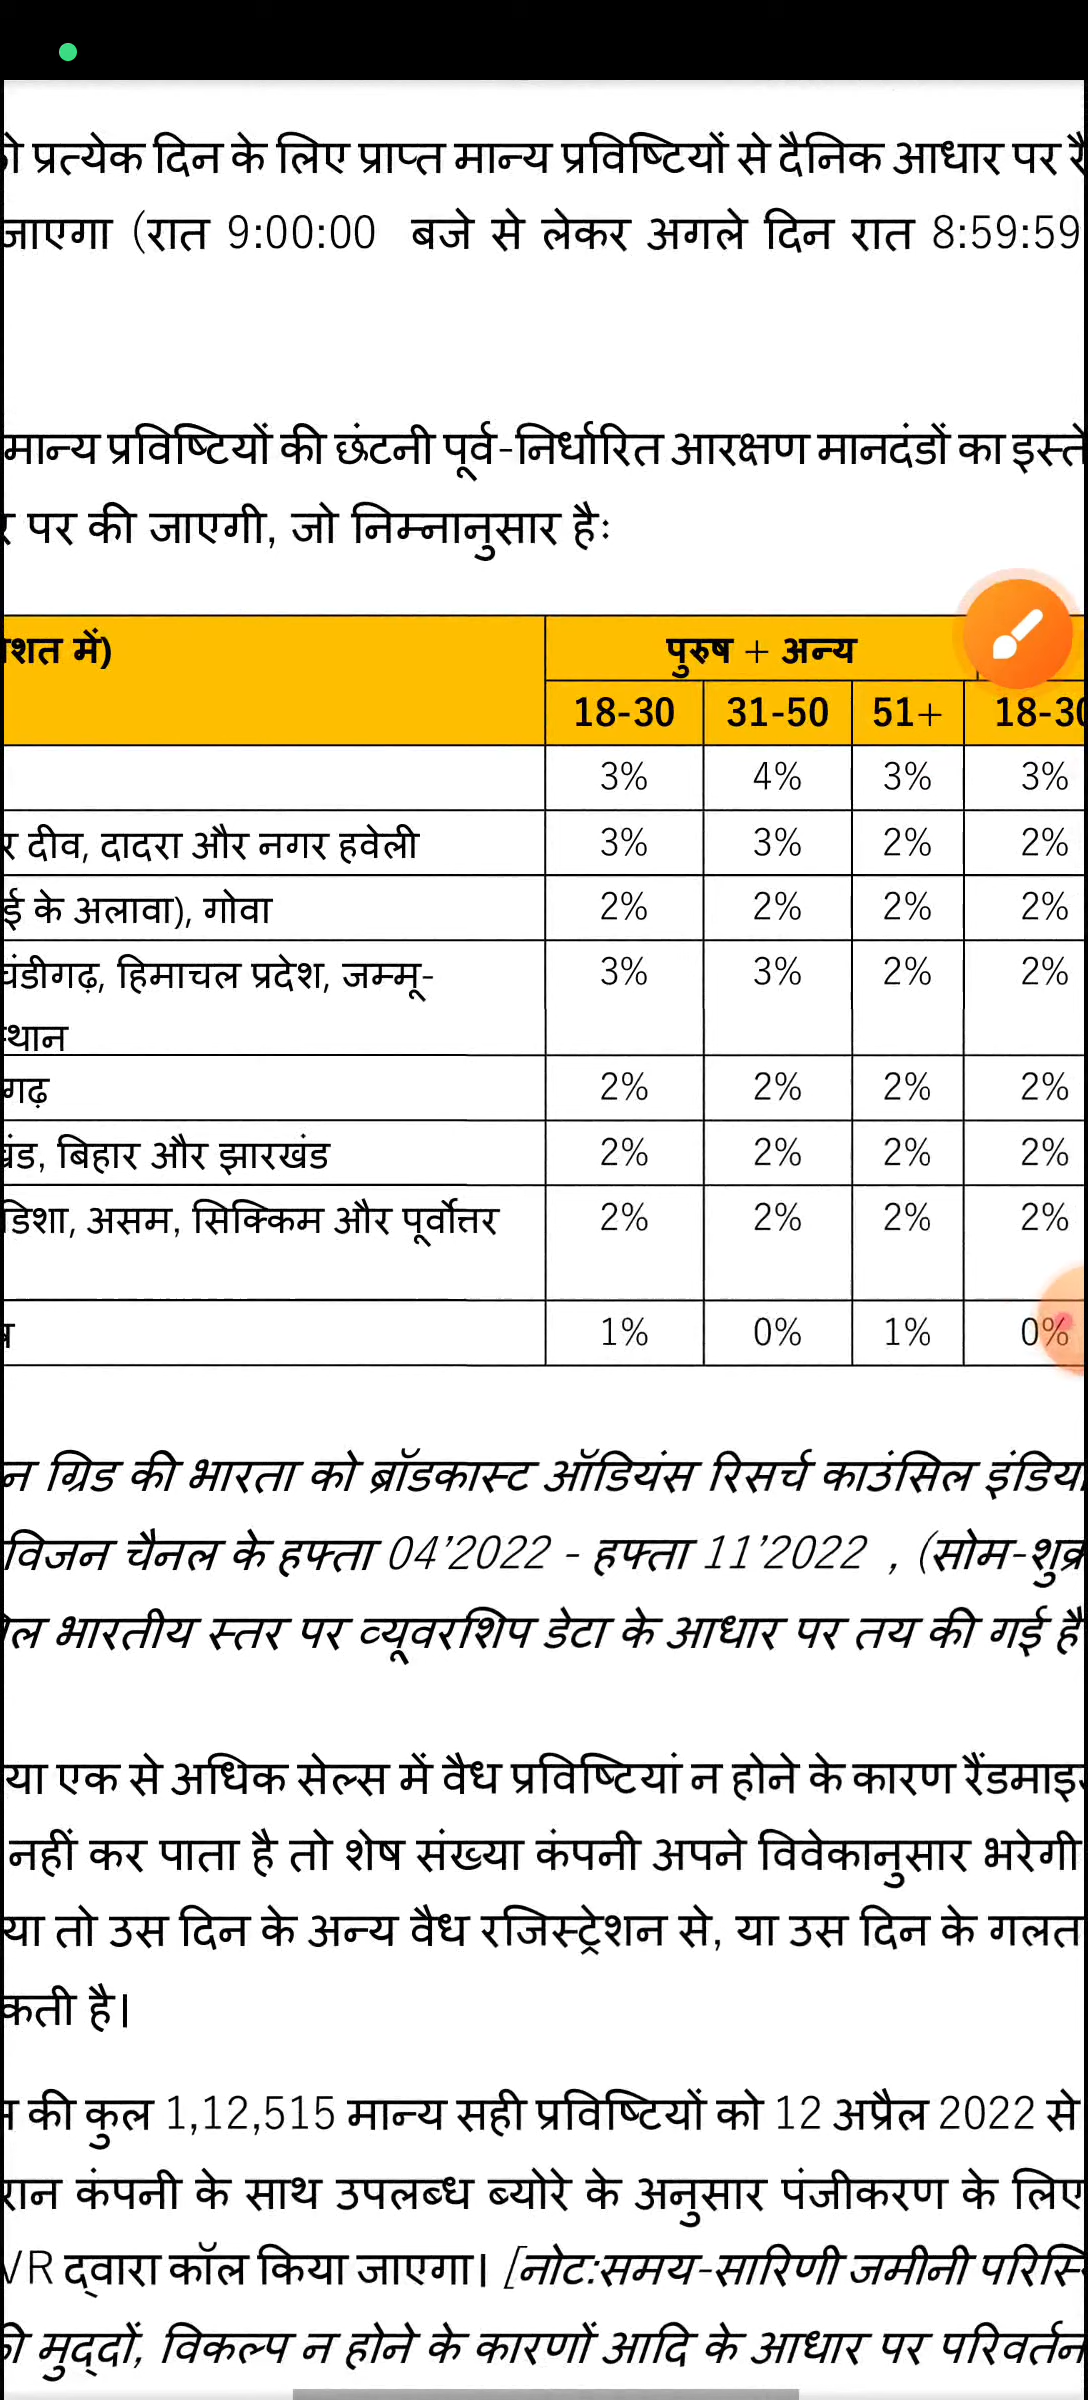 प्रत्येक दिन के लिए प्राप्त मान्य प्रविष्टियों से दैनिक आधार पर
जाएगा (रात 9:00:00 बजे से लेकर अगले दिन रात 8:59:59
मान्य प्रविष्टियों की छंटनी पूर्व-निर्धारित आरक्षण मानदंडों का
पर की जाएगी, जो निम्नानुसार हैः
में) पुरुष + अन्य
18-30 31-50 51+
3% 4% 3% 3%
दीव, दादरा और नगर हवेली 3% 3% 2% 2%
के अलावा), गोवा 2% 2% 2% 2%
चंडीगढ़, हिमाचल प्रदेश, जम्मू- 3% 3% 2% 2%
2% 2% 2% 2%
बिहार और झारखंड 2% 2% 2% 2%
असम, सिक्किम और पूर्वोत्तर 2% 2% 2% 2%
1% 0% 1% 0%
ग्रिड की भारता को ब्रॉडकास्ट ऑडियंस रिसर्च काउंसिल इंडिया
चैनल के हफ्ता 04’2022 - हफ्ता 11’2022 ,
भारतीय स्तर पर व्यूवरशिप डेटा के आधार पर तय की गई है
या एक से अधिक सेल्स में वैध प्रविष्टियां न होने के कारण
नहीं कर पाता है तो शेष संख्या कंपनी अपने विवेकानुसार भरेगी
या तो उस दिन के अन्य वैध रजिस्ट्रेशन से, या उस दिन के गलत
है।
की कुल 1,12,515 मान्य सही प्रविष्टियों को 12 अप्रैल 2022 से
कंपनी के साथ उपलब्ध ब्योरे के अनुसार पंजीकरण के लिए
द्वारा कॉल किया जाएगा। [नोट:समय-सारिणी जमीनी
मुद्दों, विकल्प न होने के कारणों आदि के आधार पर परिवर्तन